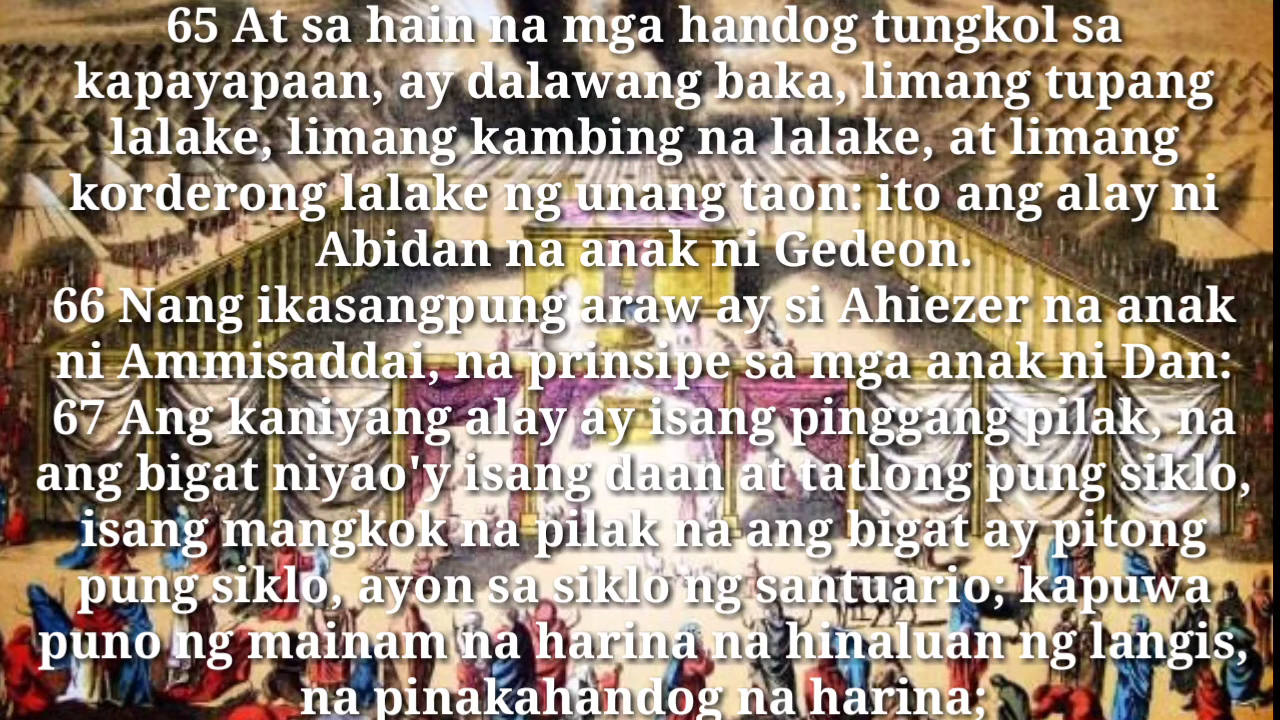 65 At sa hain na mga handog tungkol sa
kapayapaan, ay dalawang baka, limang tupang
lalake, limang kambing na lalake, at limang
korderong lalake ng unang taon: ito ang alay ni
Abidan na anak ni Gedeon.
66 Nang ikasangpung araw ay si Ahiezer na anak
ni Ammisaddai, na prinsipe sa mga anak ni Dan:
67 Ang kaniyang alay ay isang pinggang pilak, na
ang bigat niyao'y isang daan at tatlong pung siklo,
isang mangkok na pilak na ang bigat ay pitong
pung siklo, ayon sa siklo ng santuario; kapuwa
puno ng mainam na harina na hinaluan ng langis,
na pinakahandog na harina;